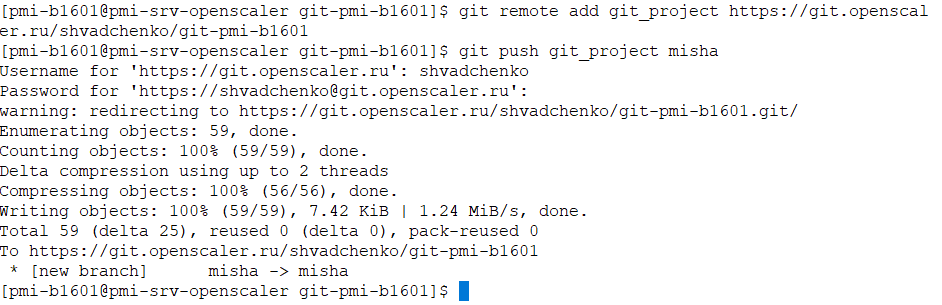 [pmi-b1601@pmi-srv-openscaler git-pmi-b1601]$ git remote add git_project https://git.openscal
er.ru/shvadchenko/git-pmi-b1601
[pmi-b1601@pmi-srv-openscaler git-pmi-b1601]$ git push git_project misha
Username for 'https://git.openscaler.ru': shvadchenko
Password for 'https://shvadchenko@git.openscaler.ru':
warning: redirecting to https://git.openscaler.ru/shvadchenko/git-pmi-b1601.git/
Enumerating objects: 59, done.
Counting objects: 100% (59/59), done.
Delta compression using up to 2 threads
Compressing objects: 100% (56/56), done.
Writing objects: 100% (59/59), 7.42 KiB | 1.24 MiB/s, done.
Total 59 (delta 25), reused 0 (delta 0), pack-reused 0
To https://git.openscaler.ru/shvadchenko/git-pmi-b1601
 * [new branch]      misha -> misha
[pmi-b1601@pmi-srv-openscaler git-pmi-b1601]$